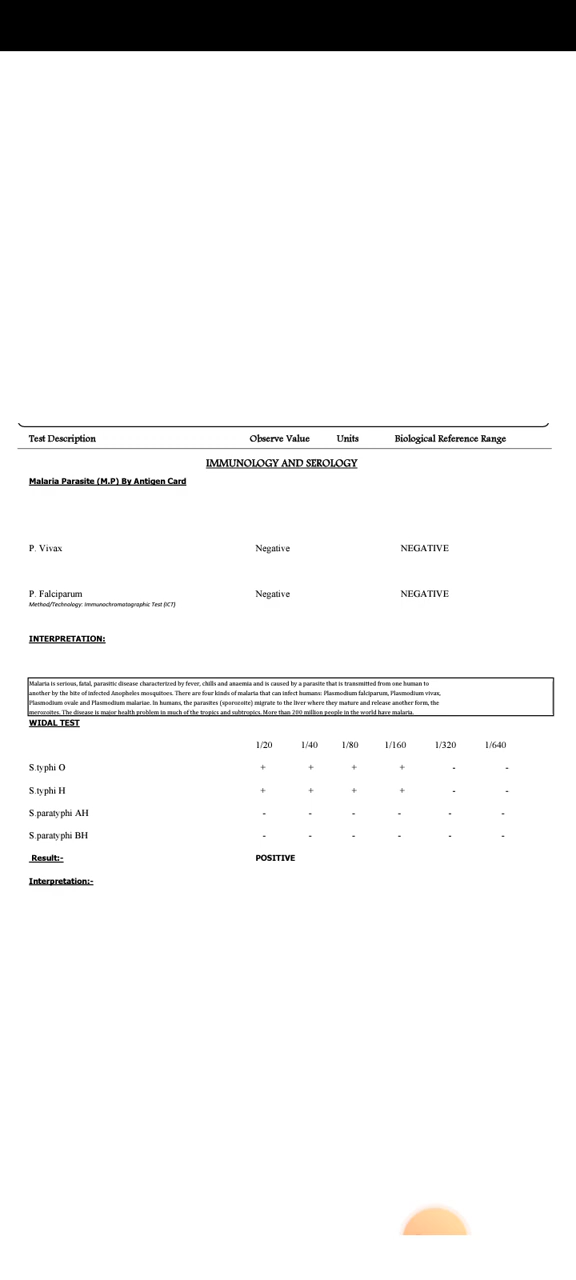 Test Description Observe Value Units Biological Reference Range
IMMUNOLOGY AND SEROLOGY
Malaria Parasite (M.P) By Antigen Card
P. Vivax Negative NEGATIVE
P. Falciparum Negative NEGATIVE
Method/Technology: Immunochromatographic Test (ICT)
INTERPRETATION:
Malaria is serious, fatal, parasitic disease characterized by fever, chills and anaemia and is caused by a parasite that is transmitted from one human to
another by the bite of infected Anopheles mosquitoes. There are four kinds of malaria that can infect humans: Plasmodium falciparum, Plasmodium vivax,
Plasmodium ovale and Plasmodium malariae. In humans, the parasites (sporozoite) migrate to the liver where they mature and release another form, the
merozoites. The disease is major health problem in much of the tropics and subtropics. More than 200 million people in the world have malaria.
WIDAL TEST
1/20 1/40 1/80 1/160 1/320 1/640
S.typhi O + + + + - -
S.typhi H + + + + - -
S.paratyphi AH - - - - - -
S.paratyphi BH - - - - - -
Result:- POSITIVE
Interpretation:-